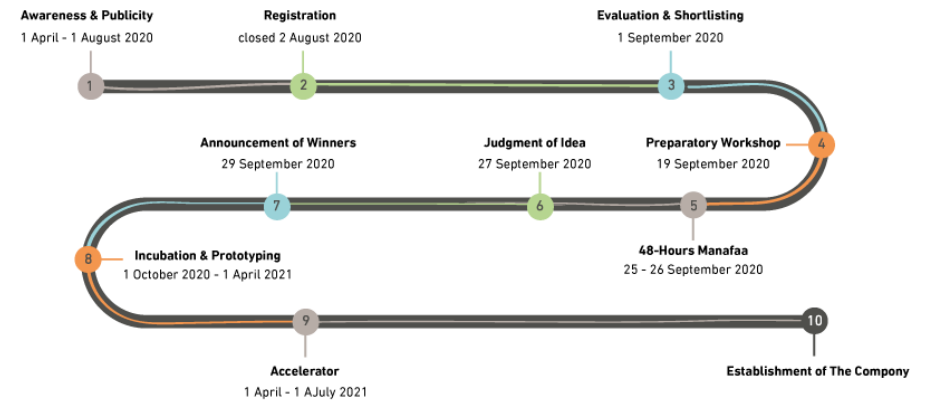 Awareness & Publicity
1 April - 1 August 2020
1
Registration
closed 2 August 2020
2
Evaluation & Shortlisting
1 September 2020
3
Preparatory Workshop
19 September 2020
4
48-Hours Manafaa
25 - 26 September 2020
5
Judgment of Idea
27 September 2020
6
Announcement of Winners
29 September 2020
7
Incubation & Prototyping
1 October 2020 - 1 April 2021
8
Accelerator
1 April - 1 AJuly 2021
9
Establishment of The Compony
10